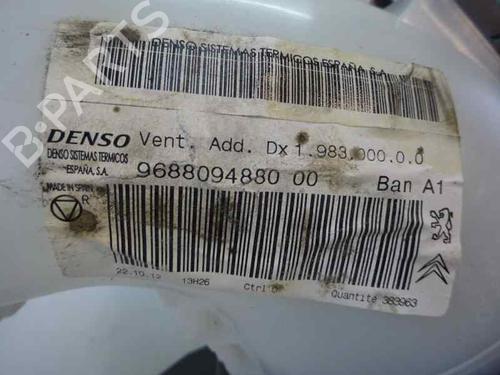 DENSO SISTEMAS TERMICOS ESPAÑA S.A
B-PARTS
DENSO Vent. Add. Dx 1.983.000.0.0
DENSO SISTEMAS TERMICOS
ESPAÑA, S.A.
9688094880 00 Ban A1
MADE IN SPAIN
R
22.10.12 13H26 Ctrl Quantite 383963